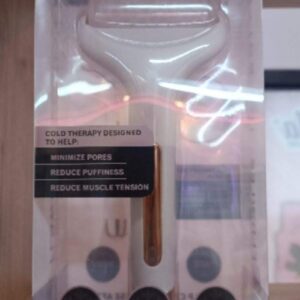 COLD THERAPY DESIGNED
TO HELP:
MINIMIZE PORES
REDUCE PUFFINESS
REDUCE MUSCLE TENSION